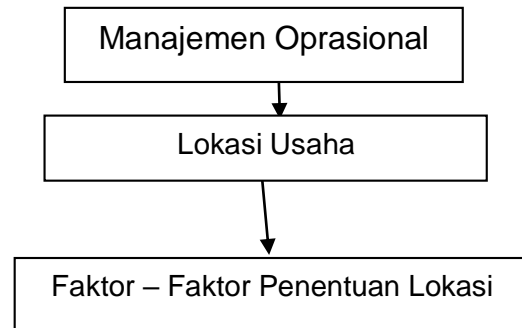 Manajemen Oprasional
Lokasi Usaha
Faktor – Faktor Penentuan Lokasi